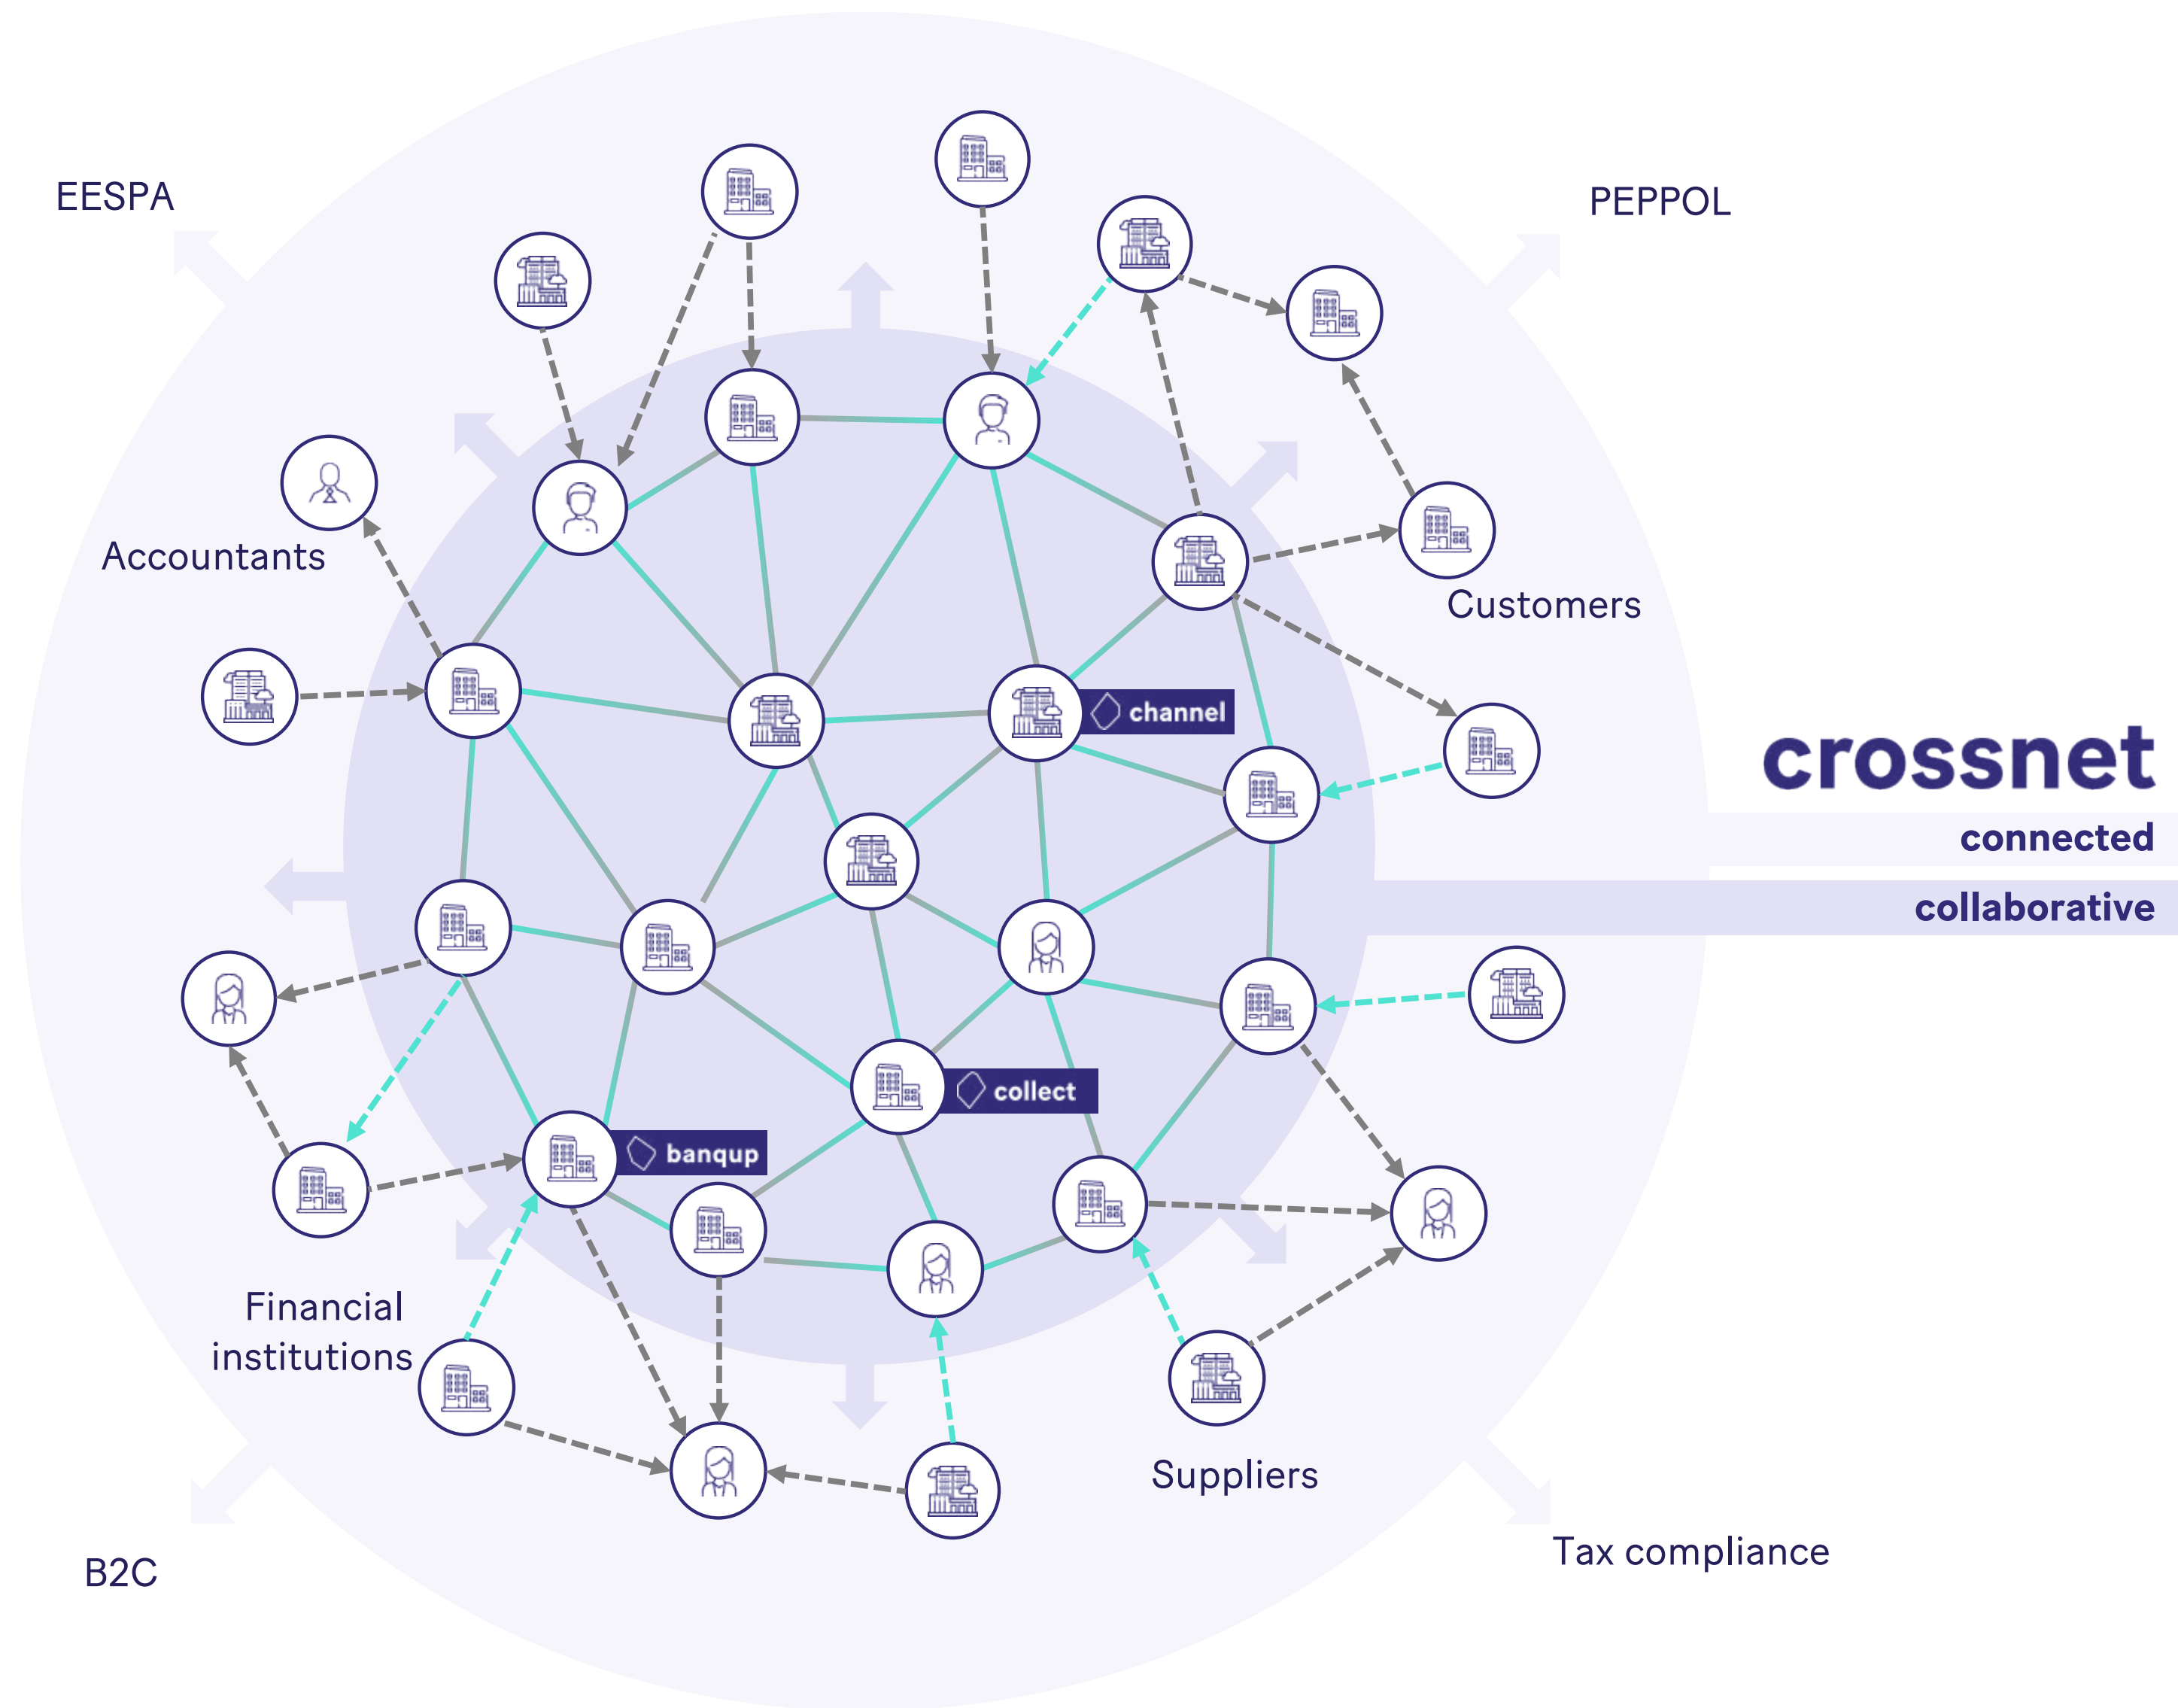 EESPA
PEPPOL
Accountants
Customers
channel
crossnet
connected
collaborative
collect
banqup
Financial
institutions
Suppliers
Tax compliance
B2C